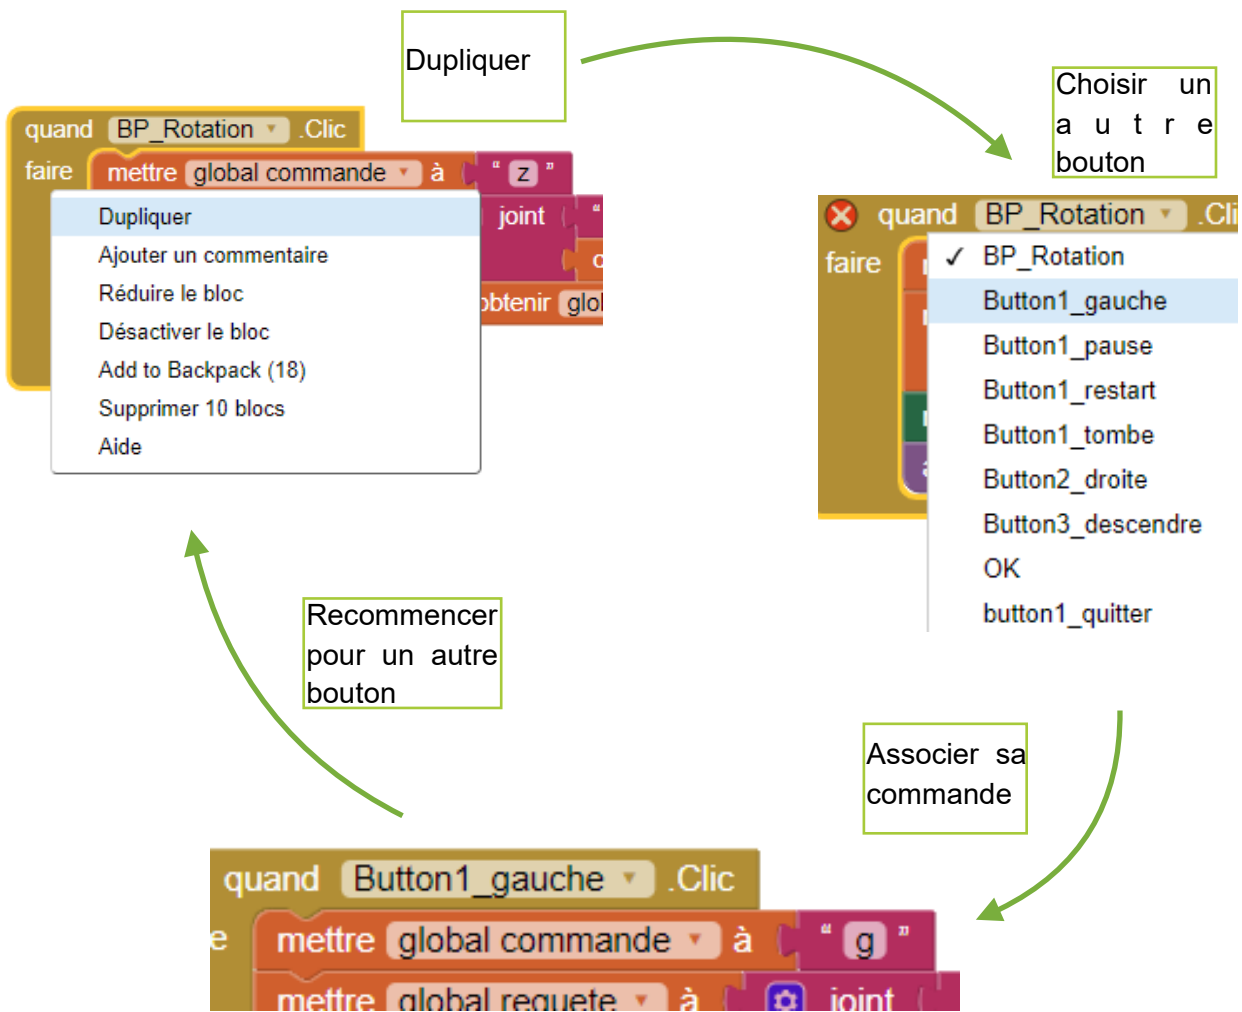 Dupliquer
Choisir un
a u t r e
bouton
quand BP_Rotation .Clic
faire mettre global commande à " z "
joint "
obtenir
Dupliquer
Ajouter un commentaire
Réduire le bloc
Désactiver le bloc
Add to Backpack (18)
Supprimer 10 blocs
Aide
quand BP_Rotation
faire
✓ BP_Rotation
Button1_gauche
Button1_pause
Button1_restart
Button1_tombe
Button2_droite
Button3_descendre
OK
button1_quitter
Recommencer
pour un autre
bouton
Associer sa
commande
quand Button1_gauche .Clic
mettre global commande à " g "
mettre global requete à joint